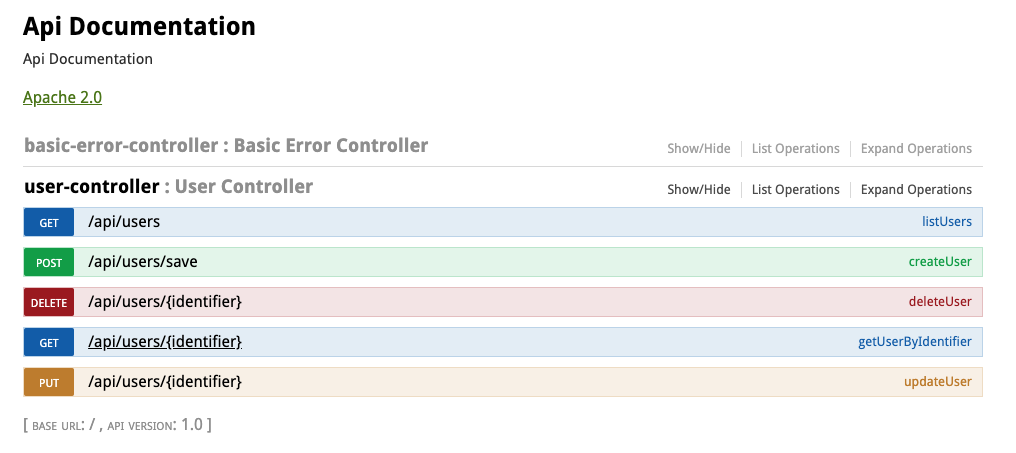 Api Documentation
Api Documentation
Apache 2.0
basic-error-controller : Basic Error Controller Show/Hide List Operations Expand Operations
user-controller : User Controller Show/Hide List Operations Expand Operations
GET /api/users listUsers
POST /api/users/save createUser
DELETE /api/users/{identifier} deleteUser
GET /api/users/{identifier} getUserByIdentifier
PUT /api/users/{identifier} updateUser
[ BASE URL: / , API VERSION: 1.0 ]